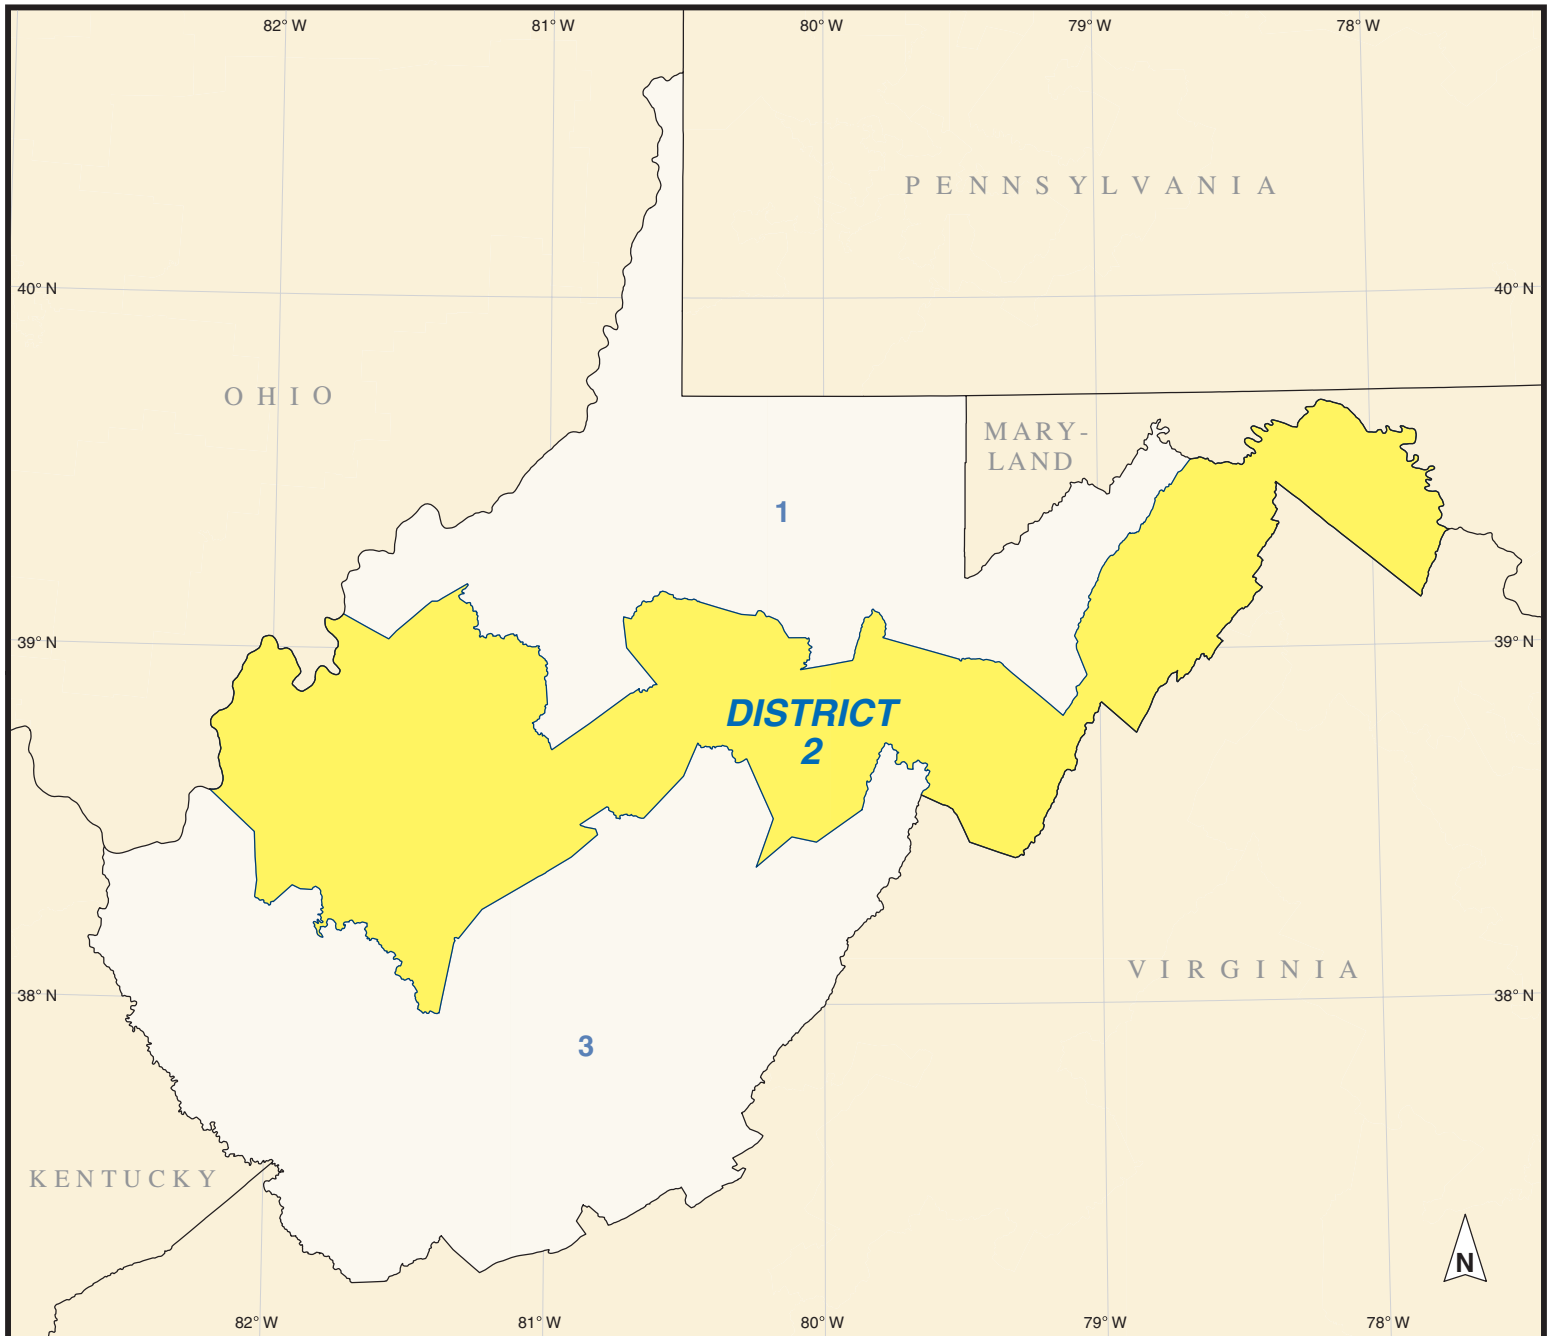 82° W
81° W
80° W
79° W
78° W
PENNSYLVANIA
40° N
40° N
OHIO
MARY-
LAND
1
39° N
39° N
DISTRICT
2
VIRGINIA
38° N
38° N
3
KENTUCKY
N
82° W
81° W
80° W
79° W
78° W